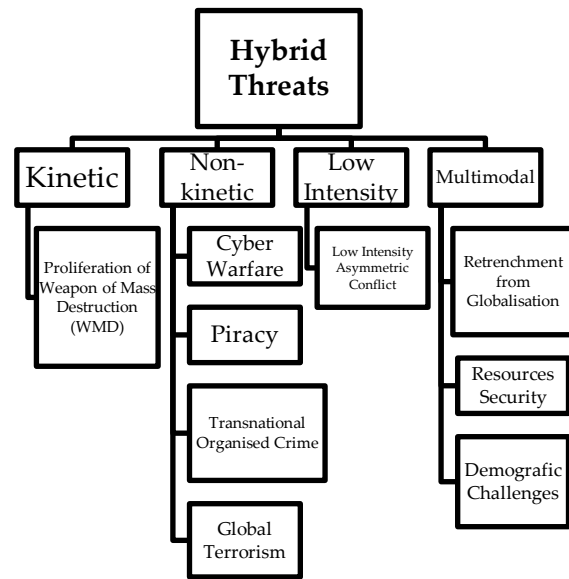 Hybrid
Threats
Kinetic
Proliferation of
Weapon of Mass
Destruction
(WMD)
Non-
kinetic
Cyber
Warfare
Piracy
Transnational
Organised Crime
Global
Terrorism
Low
Intensity
Low Intensity
Asymmetric
Conflict
Multimodal
Retrenchment
from
Globalisation
Resources
Security
Demografic
Challenges